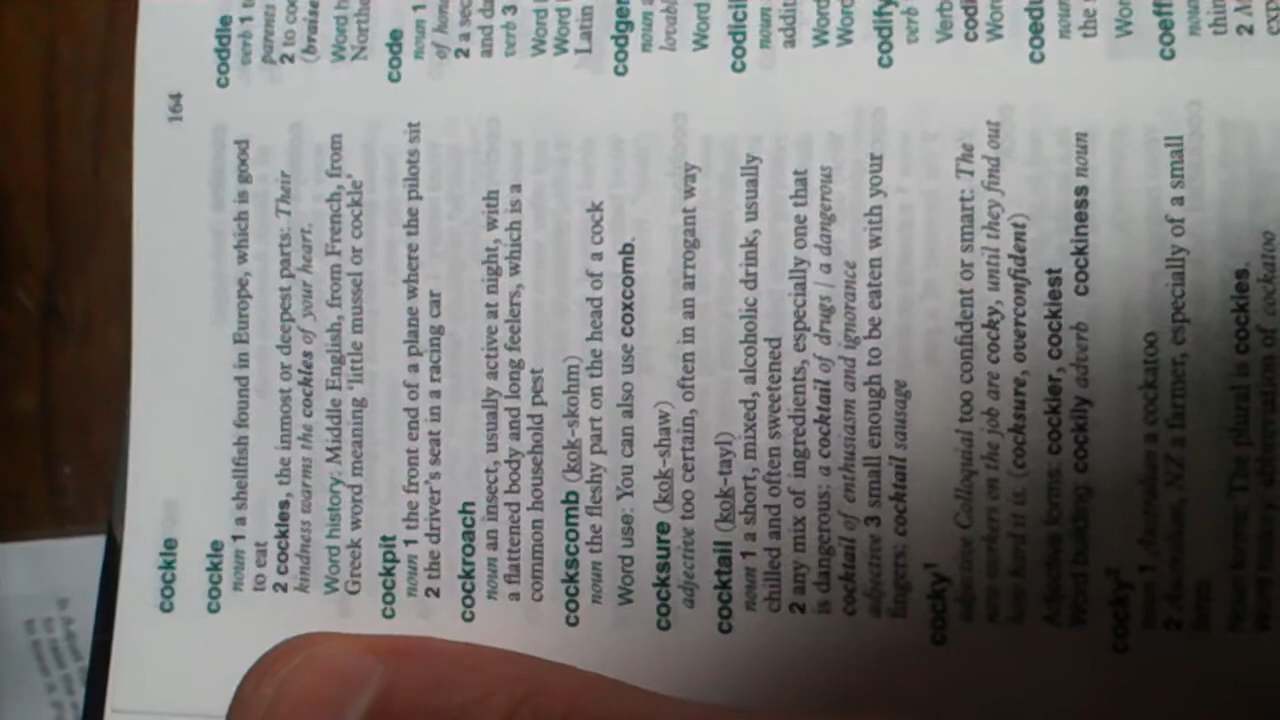 cockle
164
cockle
noun 1 a shellfish found in Europe, which is good
to eat
2 cockles, the inmost or deepest parts: Their
kindness warms the cockles of your heart.
Word history: Middle English, from French, from
Greek word meaning 'little mussel or cockle'
cockpit
noun 1 the front end of a plane where the pilots sit
2 the driver's seat in a racing car
cockroach
noun an insect, usually active at night, with
a flattened body and long feelers, which is a
common household pest
cockscomb (kok-skohm)
noun the fleshy part on the head of a cock
Word use: You can also use coxcomb.
cocksure (kok-shaw)
adjective too certain, often in an arrogant way
cocktail (kok-tayl)
noun 1 a short, mixed, alcoholic drink, usually
chilled and often sweetened
2 any mix of ingredients, especially one that
is dangerous: a cocktail of drugs | a dangerous
cocktail of enthusiasm and ignorance
adjective 3 small enough to be eaten with your
fingers: cocktail sausage
cocky¹
adjective Colloquial too confident or smart: The
new workers on the job are cocky, until they find out
how hard it is. (cocksure, overconfident)
Adjective forms: cockier, cockiest
Word building: cockily adverb cockiness noun
cocky²
noun 1 Australian a cockatoo
2 Australian, NZ a farmer, especially of a small
farm
Noun forms: The plural is cockies.
Word history: abbreviation of cockatoo
coddle
verb 1 t
parents
2 to coo
(braise
Word h
Northe
code
noun 1
of hon
2 a sec
and da
verb 3
Word
Word
Latin
codger
noun
lovabl
Word
codicil
noun
additi
Word
Word
codify
verb
Verb
codi
Wor
coed
noun
the s
Wor
coeff
noun
thin
2 M
exp